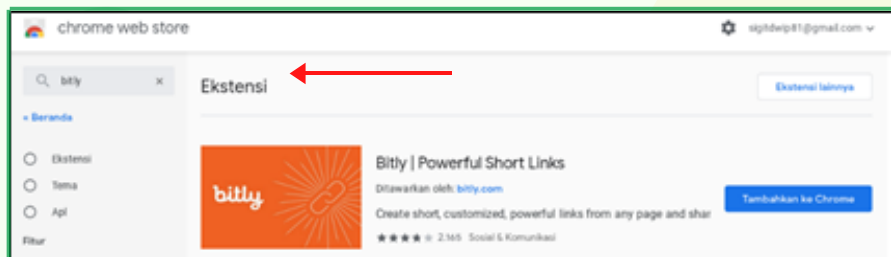 chrome web store
sigitdwip81@gmail.com
bitly ×
Ekstensi
Ekstensi lainnya
« Beranda
Ekstensi
Tema
Apl
Fitur
bitly
Bitly | Powerful Short Links
Ditawarkan oleh: bitly.com
Create short, customized, powerful links from any page and shar
2.165 Sosial & Komunikasi
Tambahkan ke Chrome